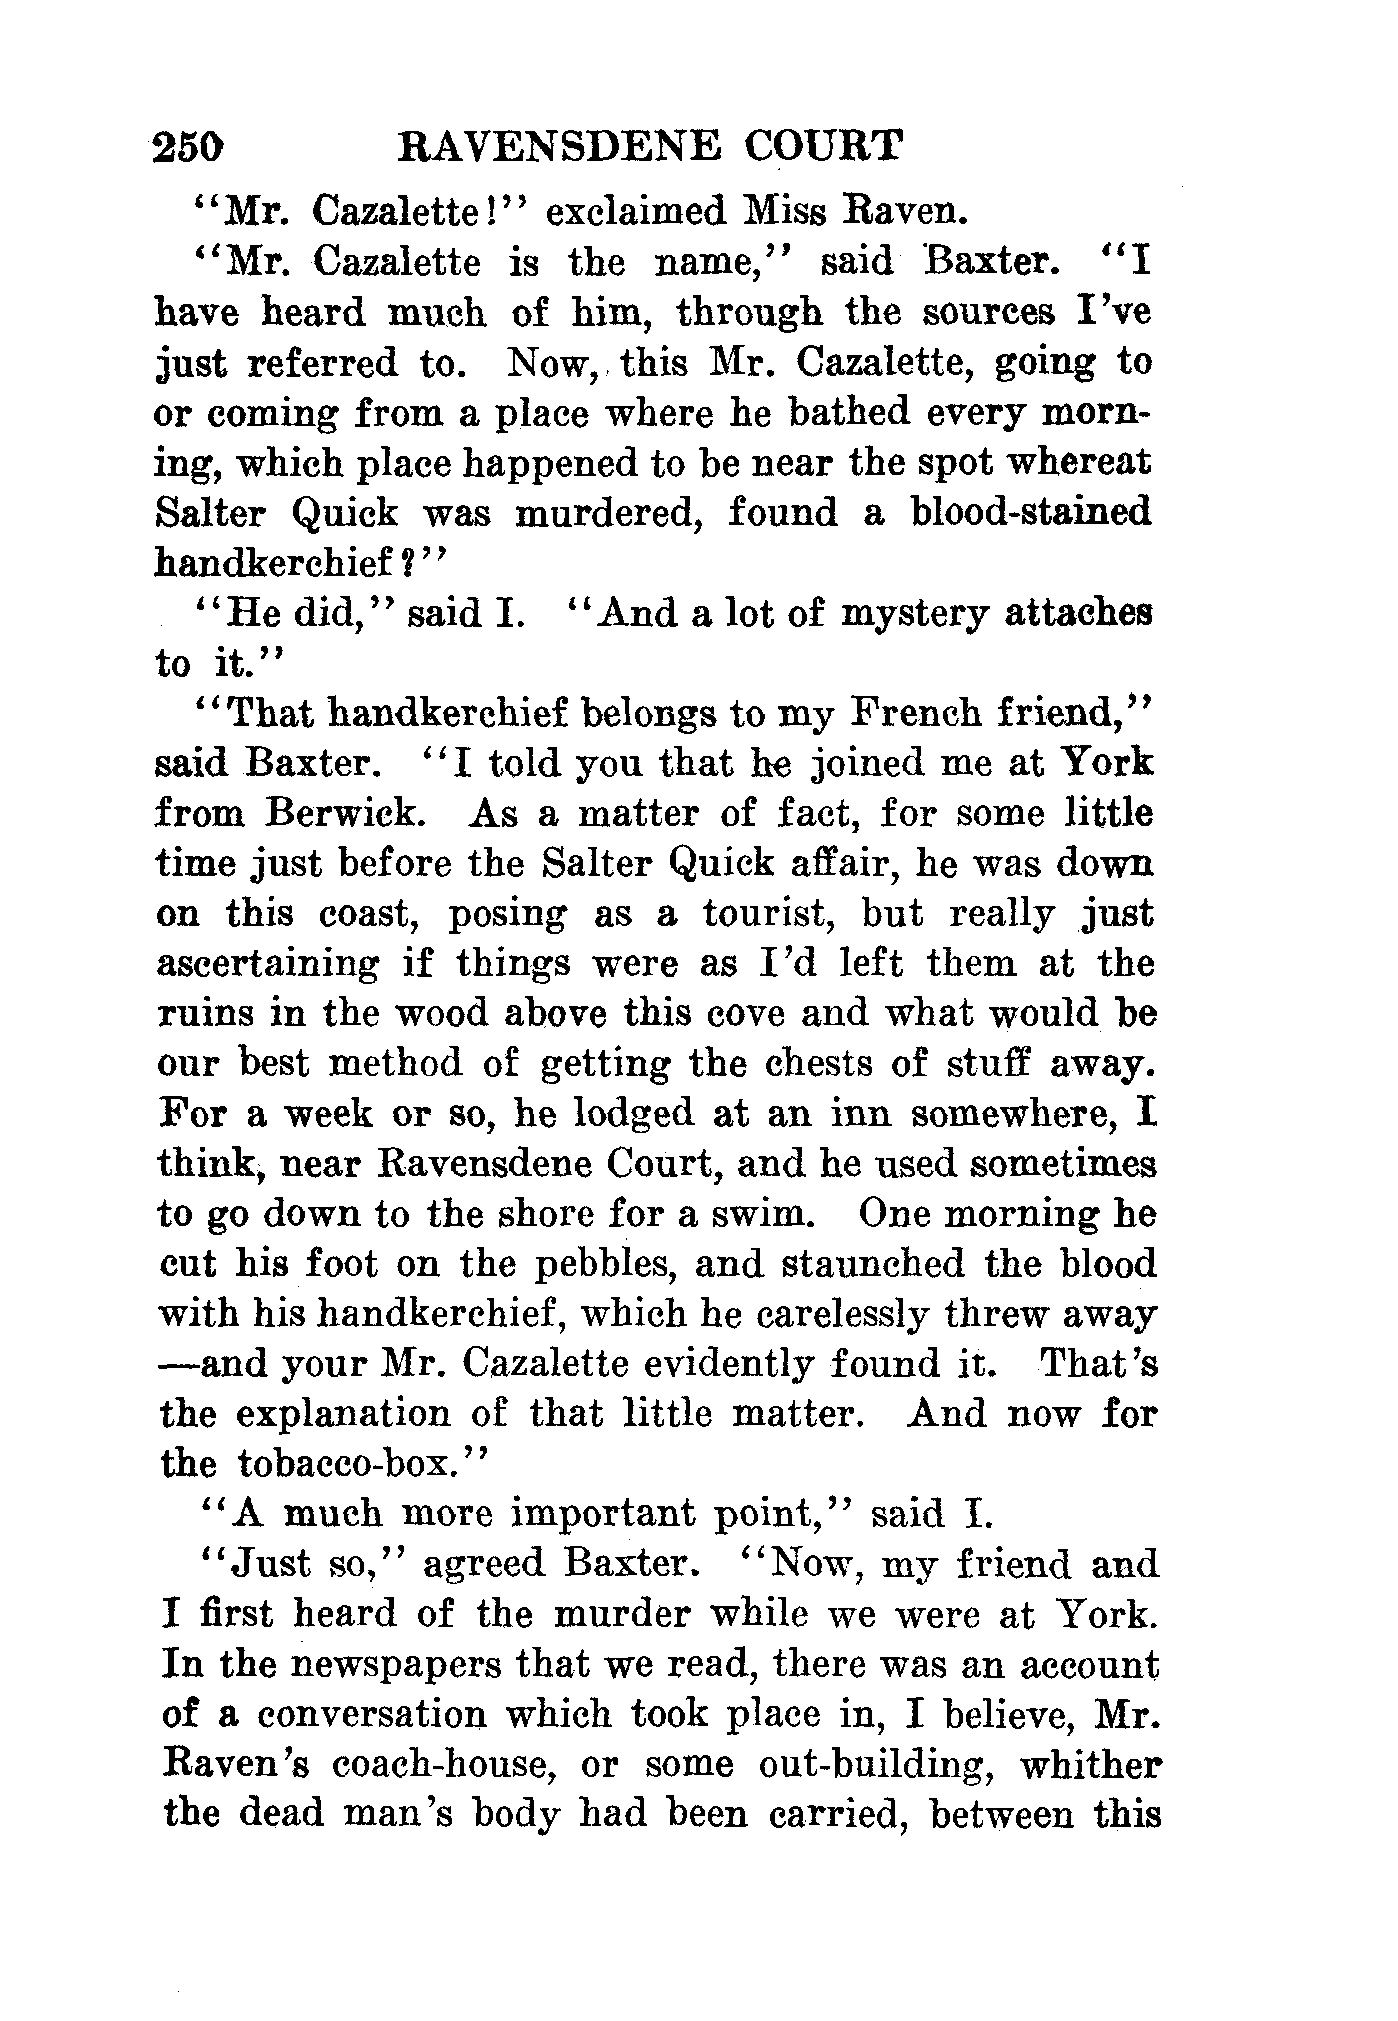 250 RAVENSDENE COURT
"Mr. Cazalette!" exclaimed Miss Raven.
"Mr. Cazalette is the name," said Baxter. "I
have heard much of him, through the sources I've
just referred to. Now, this Mr. Cazalette, going to
or coming from a place where he bathed every morn-
ing, which place happened to be near the spot whereat
Salter Quick was murdered, found a blood-stained
handkerchief?"
"He did," said I. "And a lot of mystery attaches
to it."
"That handkerchief belongs to my French friend,"
said Baxter. "I told you that he joined me at York
from Berwick. As a matter of fact, for some little
time just before the Salter Quick affair, he was down
on this coast, posing as a tourist, but really just
ascertaining if things were as I'd left them at the
ruins in the wood above this cove and what would be
our best method of getting the chests of stuff away.
For a week or so, he lodged at an inn somewhere, I
think, near Ravensdene Court, and he used sometimes
to go down to the shore for a swim. One morning he
cut his foot on the pebbles, and staunched the blood
with his handkerchief, which he carelessly threw away
—and your Mr. Cazalette evidently found it. That's
the explanation of that little matter. And now for
the tobacco-box."
"A much more important point," said I.
"Just so," agreed Baxter. "Now, my friend and
I first heard of the murder while we were at York.
In the newspapers that we read, there was an account
of a conversation which took place in, I believe, Mr.
Raven's coach-house, or some out-building, whither
the dead man's body had been carried, between this